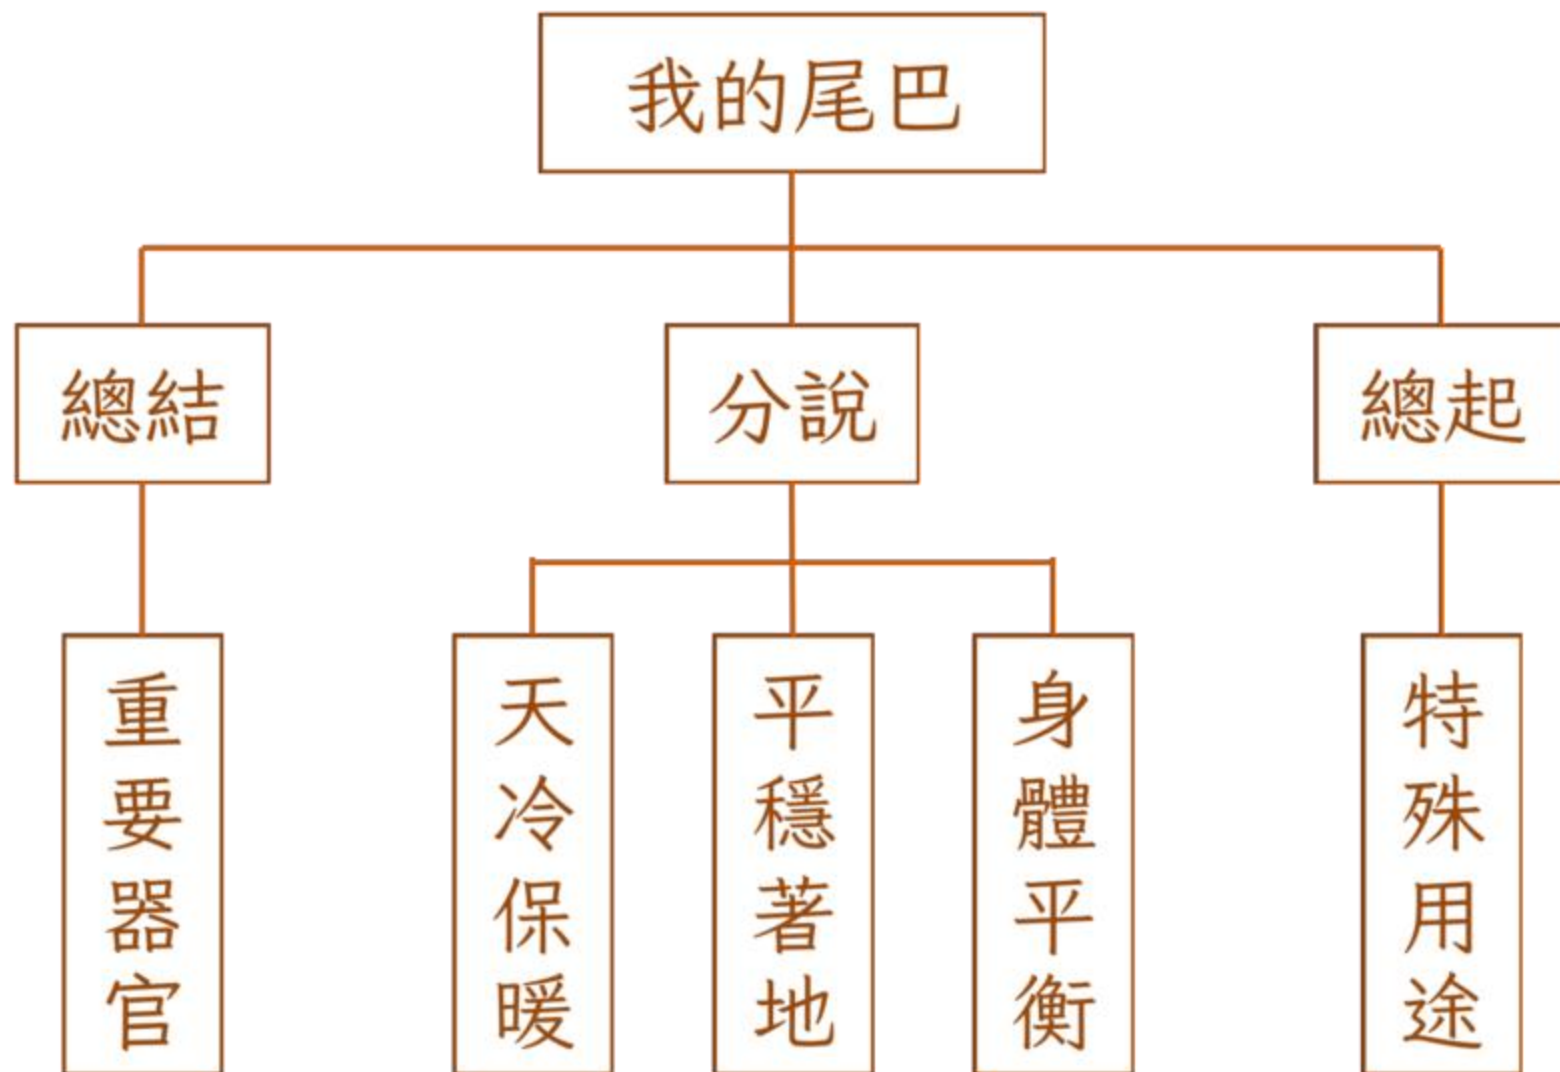 我的尾巴
總起
分說
總結
特殊用途
身體平衡
平穩著地
天冷保暖
重要器官